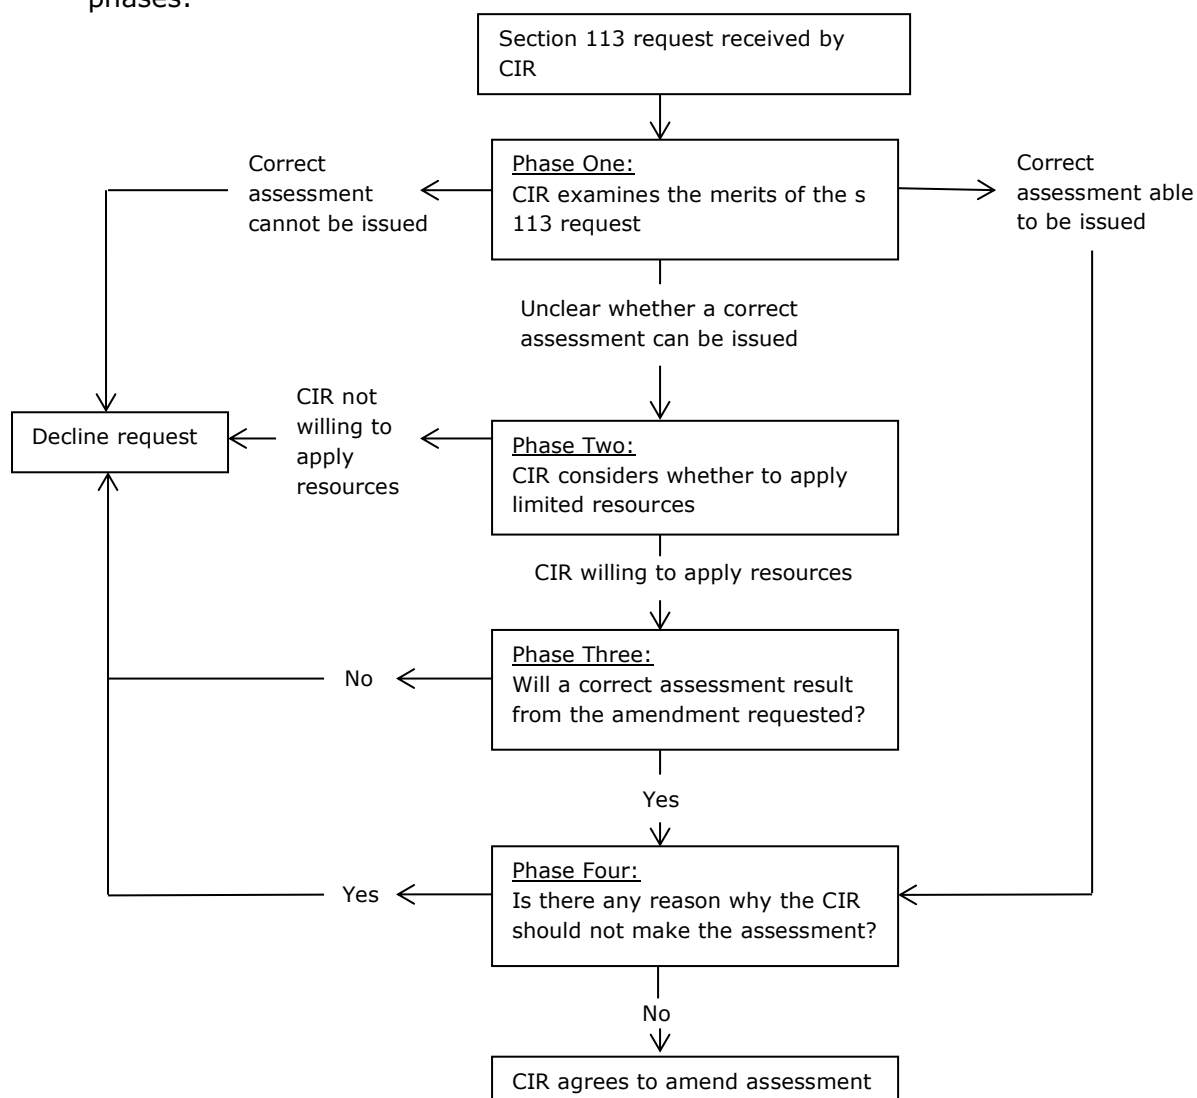 phases:
Section 113 request received by
CIR
Correct
assessment
cannot be issued
Phase One:
CIR examines the merits of the s
113 request
Correct
assessment able
to be issued
Unclear whether a correct
assessment can be issued
Decline request
CIR not
willing to
apply
resources
Phase Two:
CIR considers whether to apply
limited resources
CIR willing to apply resources
No
Phase Three:
Will a correct assessment result
from the amendment requested?
Yes
Yes
Phase Four:
Is there any reason why the CIR
should not make the assessment?
No
CIR agrees to amend assessment